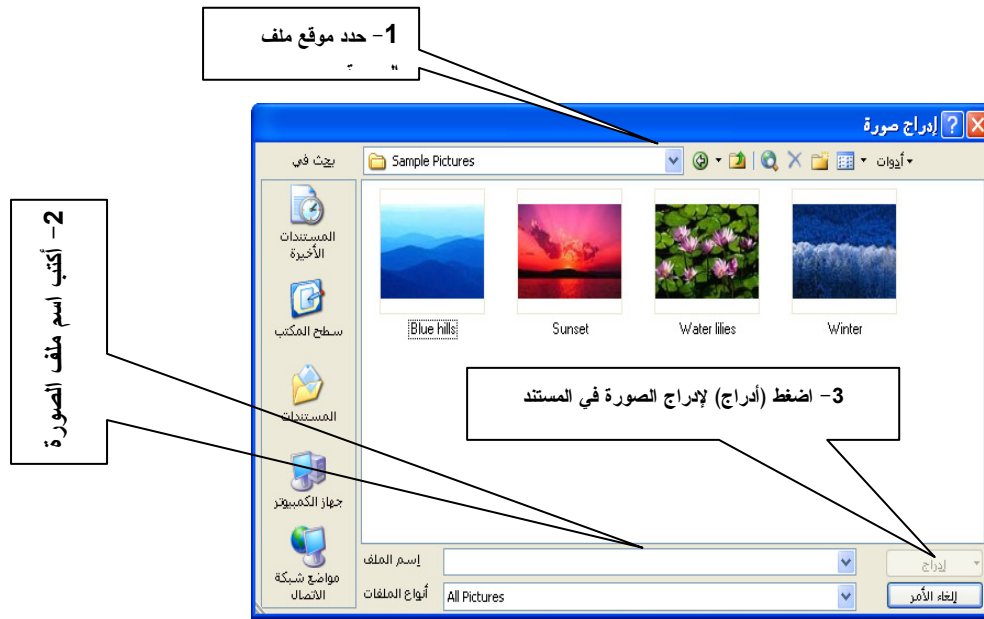 1- حدد موقع ملف
إدراج صورة
يبحث في
Sample Pictures
أدوات
المستندات
الأخيرة
سطح المكتب
المستندات
جهاز الكمبيوتر
مواضع شبكة
الاتصال
Blue hills
Sunset
Water lilies
Winter
2- أكتب اسم ملف الصورة
3- اضغط (أدراج) لإدراج الصورة في المستند
إسم الملف
إدراج
أنواع الملفات
All Pictures
إلغاء الأمر